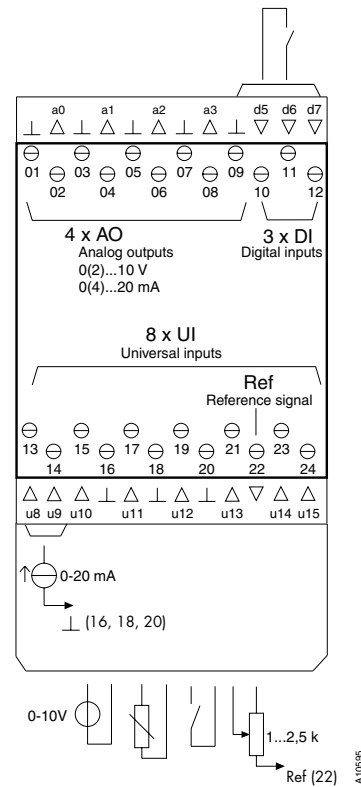 a0 a1 a2 a3 d5 d6 d7
01 03 05 07 09 11
02 04 06 08 10 12
4 x AO
Analog outputs
0(2)...10 V
0(4)...20 mA
3 x DI
Digital inputs
8 x UI
Universal inputs
Ref
Reference signal
13 15 17 19 21 23
14 16 18 20 22 24
u8 u9 u10 u11 u12 u13 u14 u15
0-20 mA
(16, 18, 20)
0-10V
1...2,5 k
Ref (22)
A10595